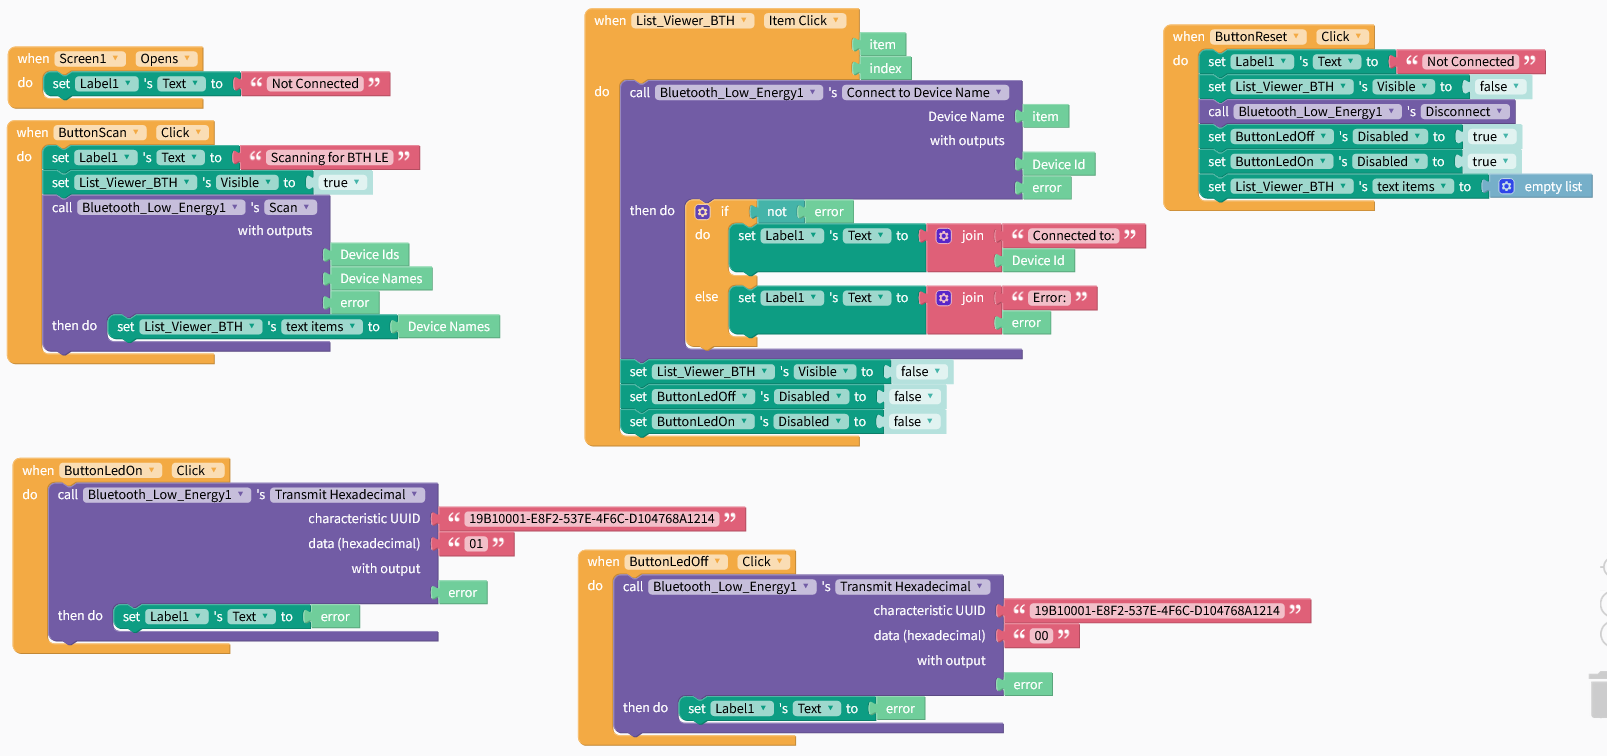 when Screen1 Opens
do set Label1 's Text to “ Not Connected ”
when ButtonScan Click
do set Label1 's Text to “ Scanning for BTH LE ”
set List_Viewer_BTH 's Visible to true
call Bluetooth_Low_Energy1 's Scan
with outputs
Device Ids
Device Names
error
then do set List_Viewer_BTH 's text items to Device Names
when List_Viewer_BTH Item Click
item
index
do call Bluetooth_Low_Energy1 's Connect to Device Name
Device Name item
with outputs
Device Id
error
then do if not error
do set Label1 's Text to join “ Connected to: ”
Device Id
else set Label1 's Text to join “ Error: ”
error
set List_Viewer_BTH 's Visible to false
set ButtonLedOff 's Disabled to false
set ButtonLedOn 's Disabled to false
when ButtonReset Click
do set Label1 's Text to “ Not Connected ”
set List_Viewer_BTH 's Visible to false
call Bluetooth_Low_Energy1 's Disconnect
set ButtonLedOff 's Disabled to true
set ButtonLedOn 's Disabled to true
set List_Viewer_BTH 's text items to empty list
when ButtonLedOn Click
do call Bluetooth_Low_Energy1 's Transmit Hexadecimal
characteristic UUID “ 19B10001-E8F2-537E-4F6C-D104768A1214 ”
data (hexadecimal) “ 01 ”
with output
error
then do set Label1 's Text to error
when ButtonLedOff Click
do call Bluetooth_Low_Energy1 's Transmit Hexadecimal
characteristic UUID “ 19B10001-E8F2-537E-4F6C-D104768A1214 ”
data (hexadecimal) “ 00 ”
with output
error
then do set Label1 's Text to error